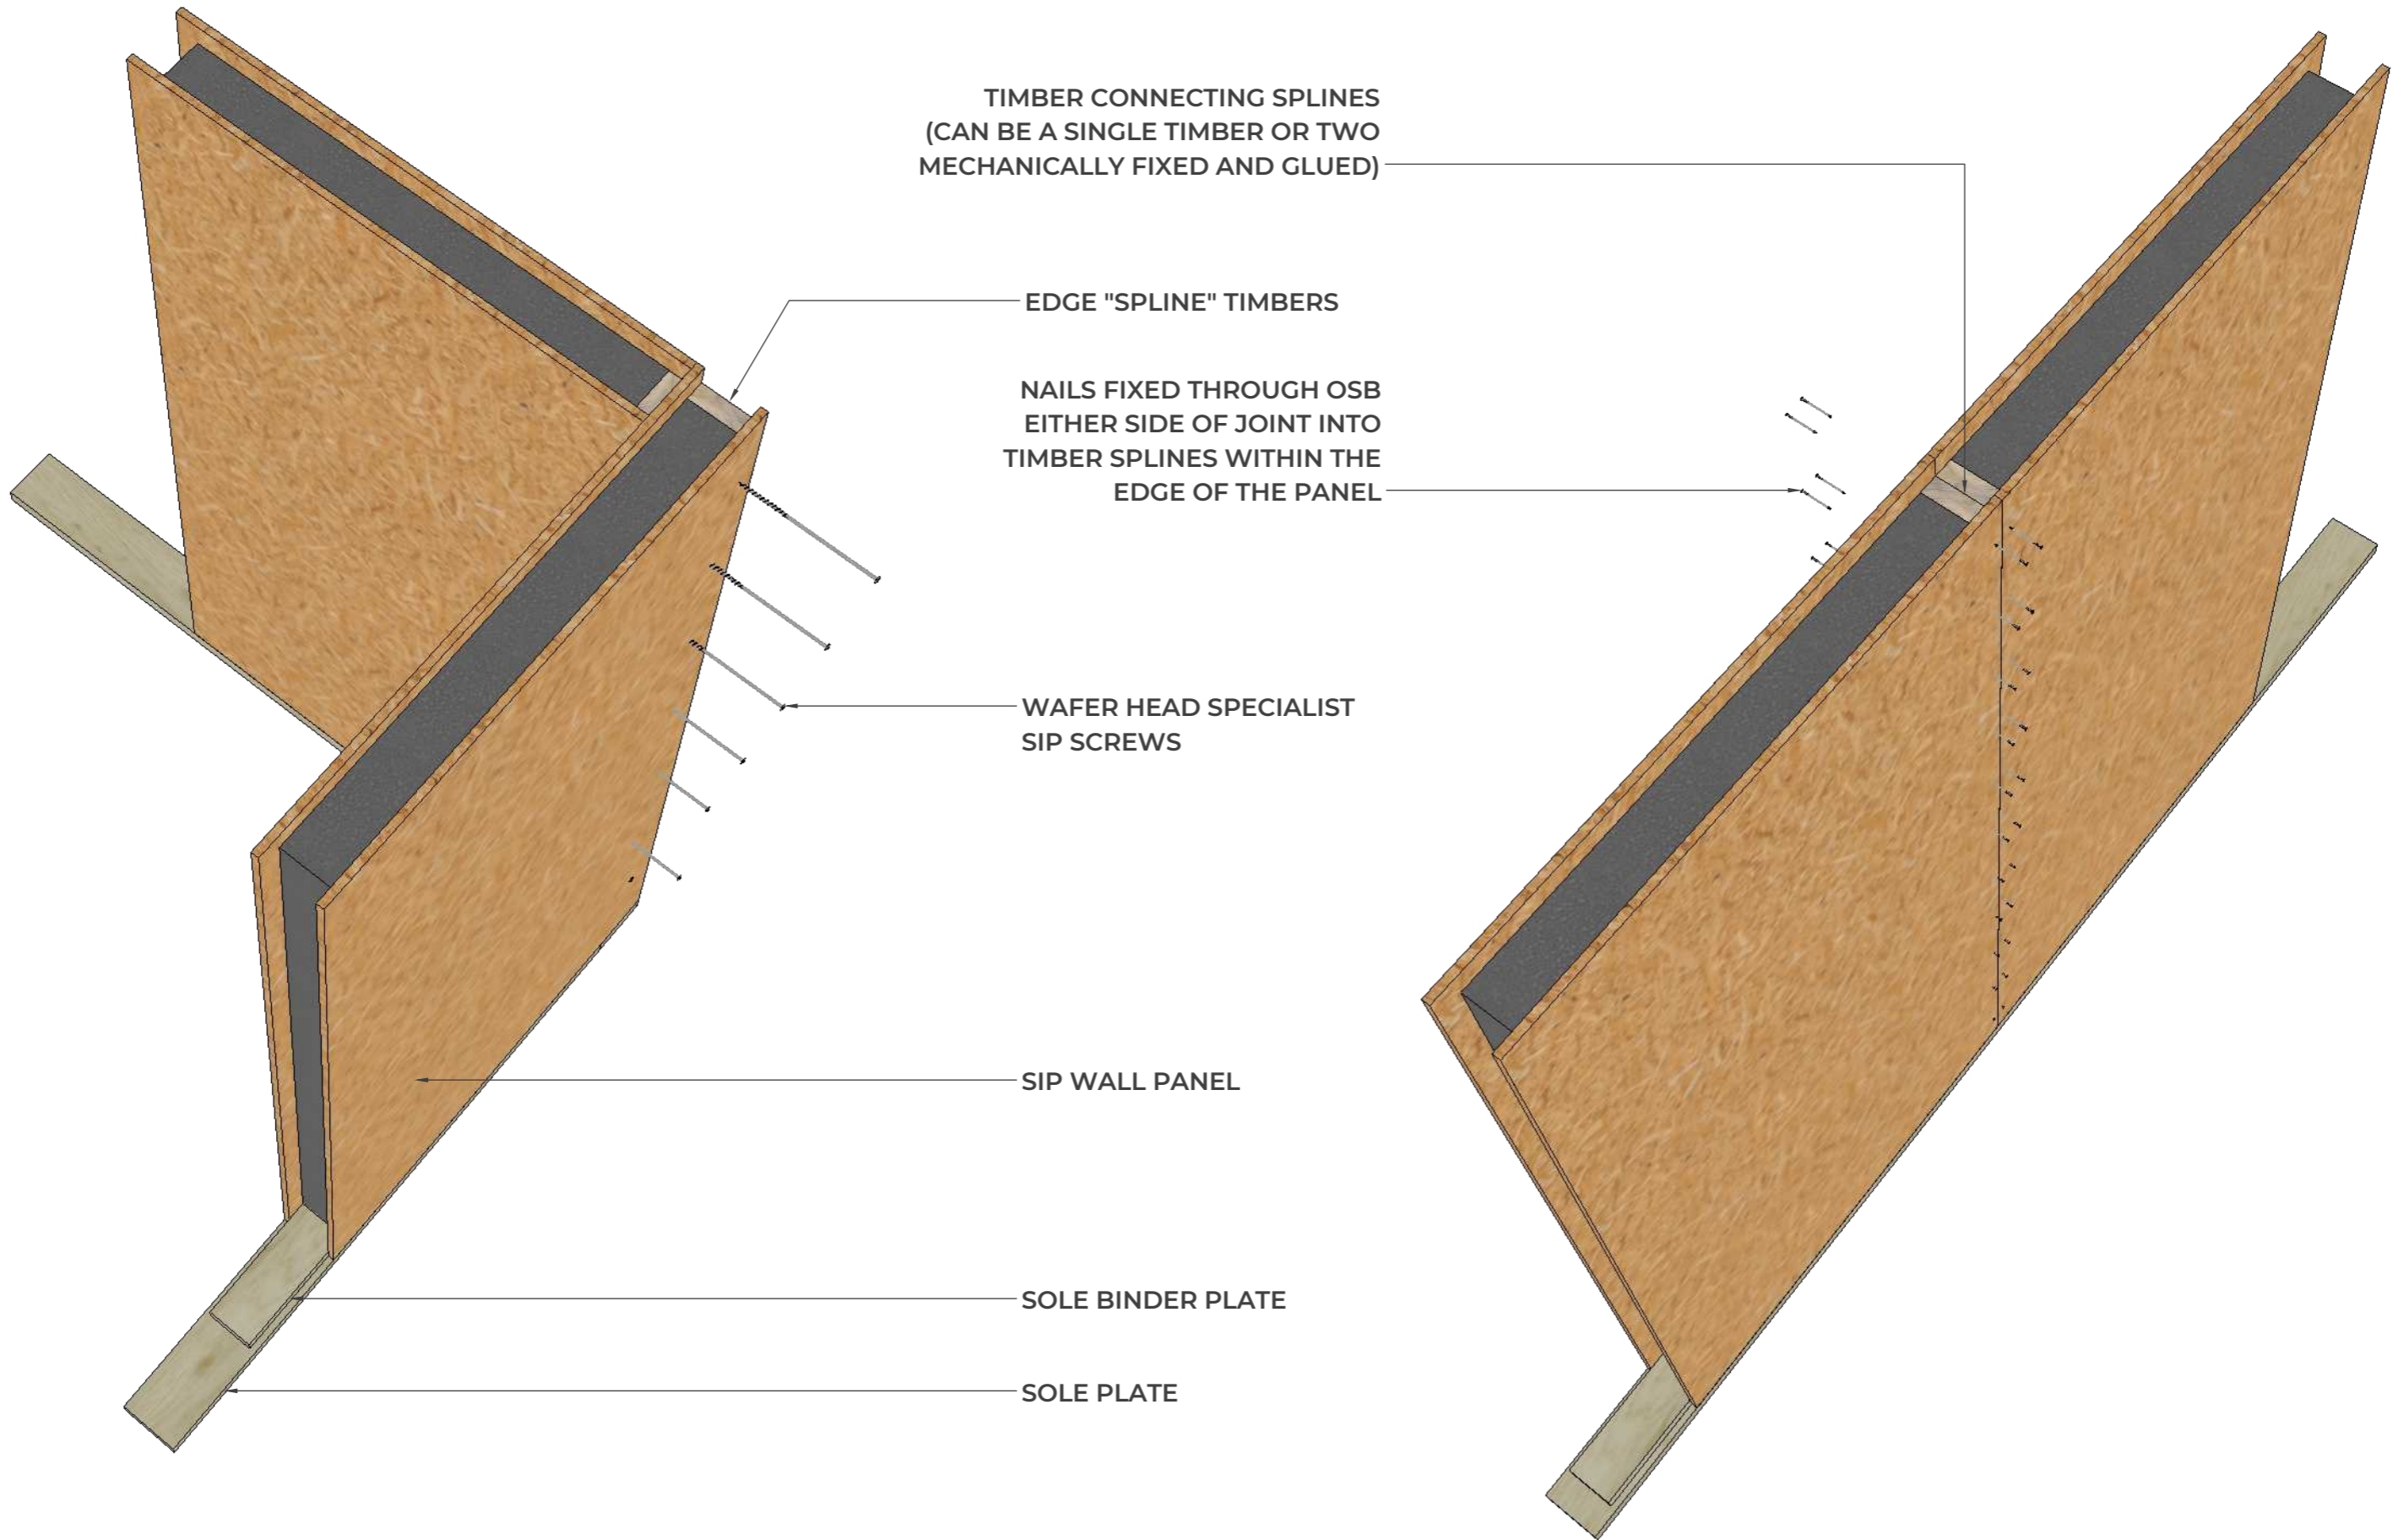 TIMBER CONNECTING SPLINES
(CAN BE A SINGLE TIMBER OR TWO
MECHANICALLY FIXED AND GLUED)
EDGE "SPLINE" TIMBERS
NAILS FIXED THROUGH OSB
EITHER SIDE OF JOINT INTO
TIMBER SPLINES WITHIN THE
EDGE OF THE PANEL
WAFER HEAD SPECIALIST
SIP SCREWS
SIP WALL PANEL
SOLE BINDER PLATE
SOLE PLATE